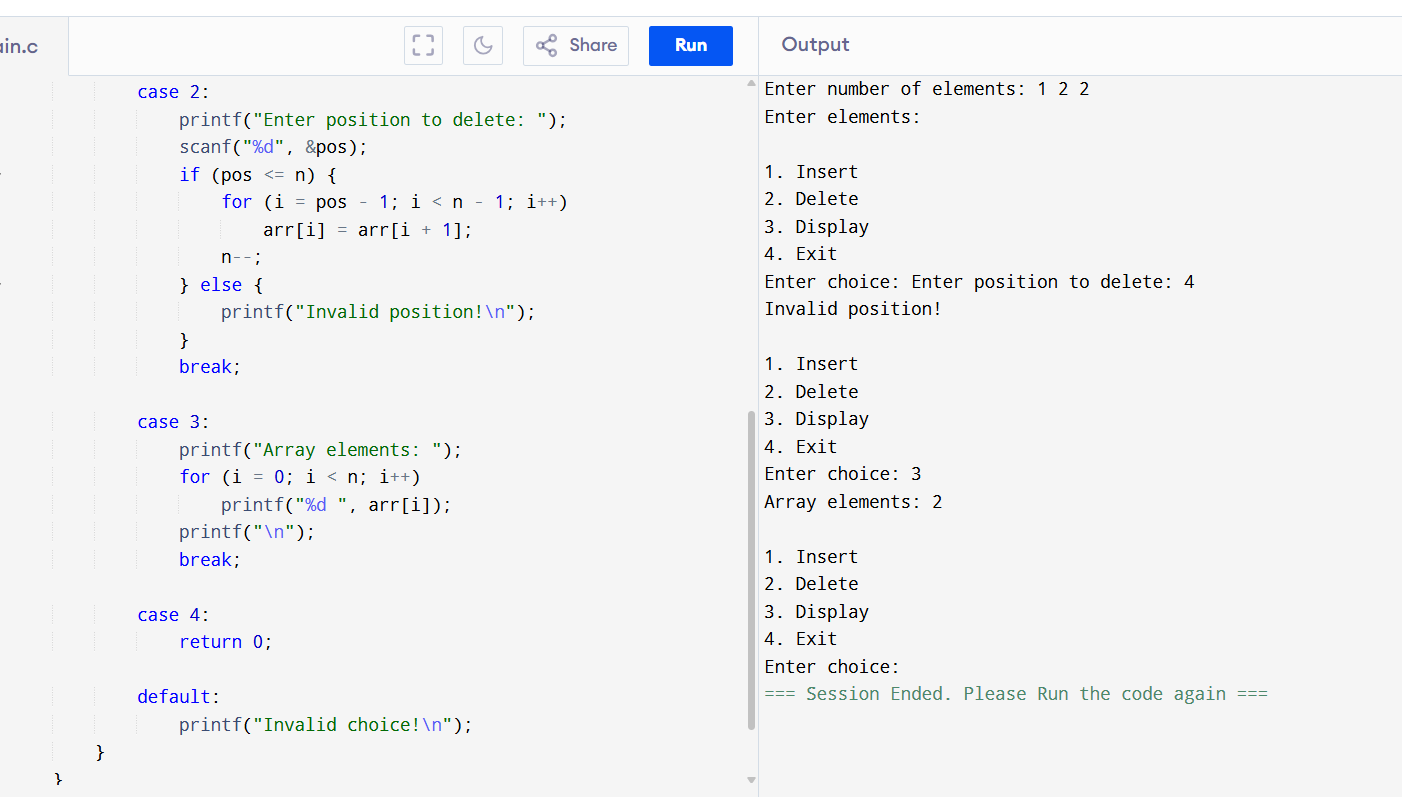 ain.c
Share
Run
Output
case 2:
printf("Enter position to delete: ");
scanf("%d", &pos);
if (pos <= n) {
for (i = pos - 1; i < n - 1; i++)
arr[i] = arr[i + 1];
n--;
} else {
printf("Invalid position!\n");
}
break;
case 3:
printf("Array elements: ");
for (i = 0; i < n; i++)
printf("%d ", arr[i]);
printf("\n");
break;
case 4:
return 0;
default:
printf("Invalid choice!\n");
}
}
Enter number of elements: 1 2 2
Enter elements:
1. Insert
2. Delete
3. Display
4. Exit
Enter choice: Enter position to delete: 4
Invalid position!
1. Insert
2. Delete
3. Display
4. Exit
Enter choice: 3
Array elements: 2
1. Insert
2. Delete
3. Display
4. Exit
Enter choice:
=== Session Ended. Please Run the code again ===